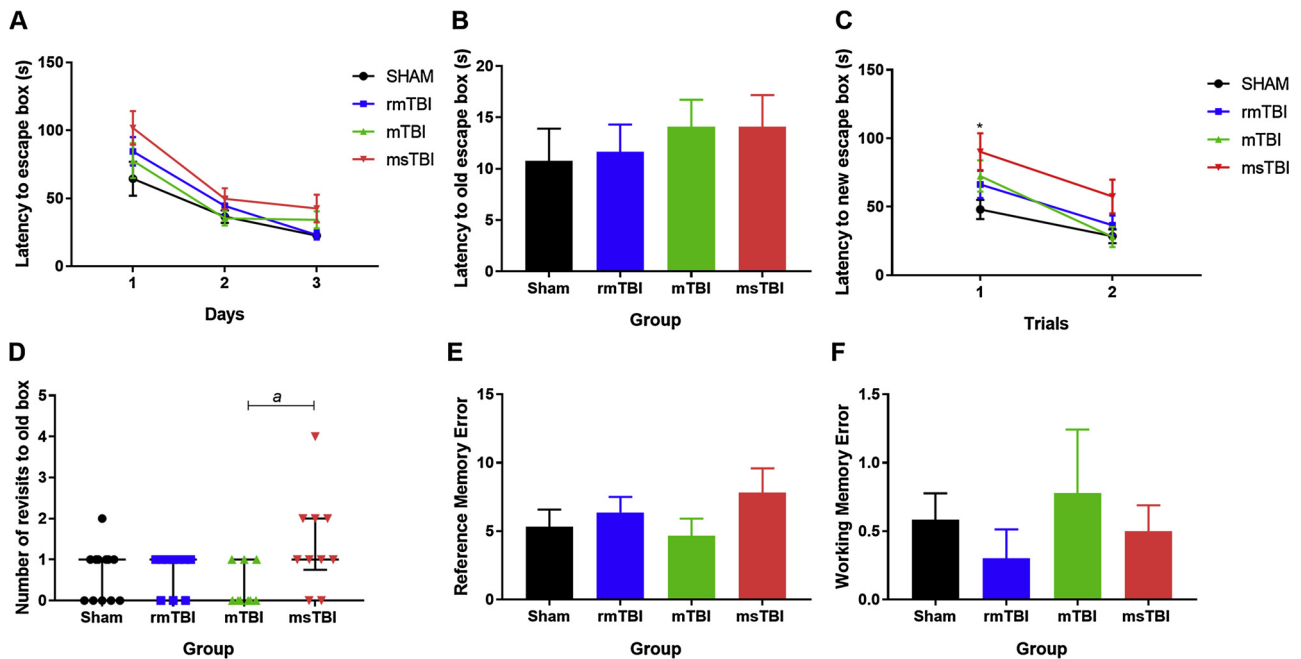 A
Latency to escape box (s)
150
100
50
0
1 2 3
Days
SHAM
rmTBI
mTBI
msTBI
B
Latency to old escape box (s)
20
15
10
5
0
Sham rmTBI mTBI msTBI
Group
C
Latency to new escape box (s)
150
100
50
0
*
1 2
Trials
SHAM
rmTBI
mTBI
msTBI
D
Number of revisits to old box
5
4
3
2
1
0
a
Sham rmTBI mTBI msTBI
Group
E
Reference Memory Error
15
10
5
0
Sham rmTBI mTBI msTBI
Group
F
Working Memory Error
1.5
1.0
0.5
0.0
Sham rmTBI mTBI msTBI
Group